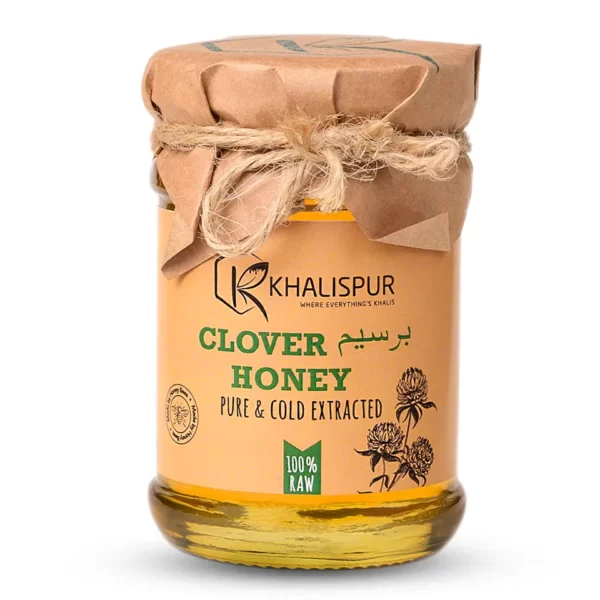 KHALISPUR
WHERE EVERYTHING'S KHALIS
CLOVER برسيم
HONEY
PURE & COLD EXTRACTED
100%
RAW